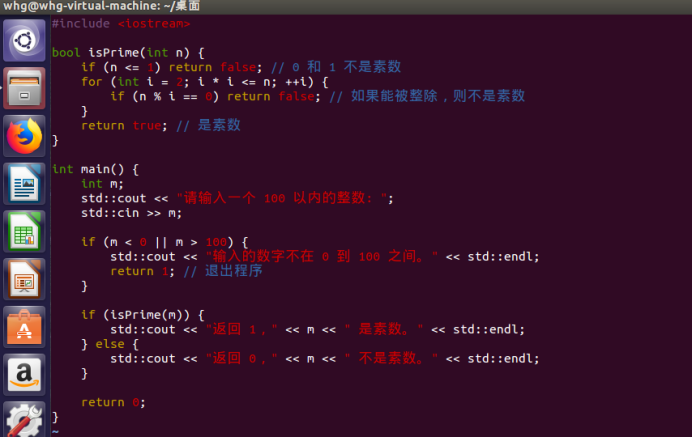 whg@whg-virtual-machine: ~/桌面
#include <iostream>
bool isPrime(int n) {
    if (n <= 1) return false; // 0 和 1 不是素数
    for (int i = 2; i * i <= n; ++i) {
        if (n % i == 0) return false; // 如果能被整除，则不是素数
    }
    return true; // 是素数
}
int main() {
    int m;
    std::cout << "请输入一个 100 以内的整数: ";
    std::cin >> m;
    if (m < 0 || m > 100) {
        std::cout << "输入的数字不在 0 到 100 之间。" << std::endl;
        return 1; // 退出程序
    }
    if (isPrime(m)) {
        std::cout << "返回 1，" << m << " 是素数。" << std::endl;
    } else {
        std::cout << "返回 0，" << m << " 不是素数。" << std::endl;
    }
    return 0;
}
~